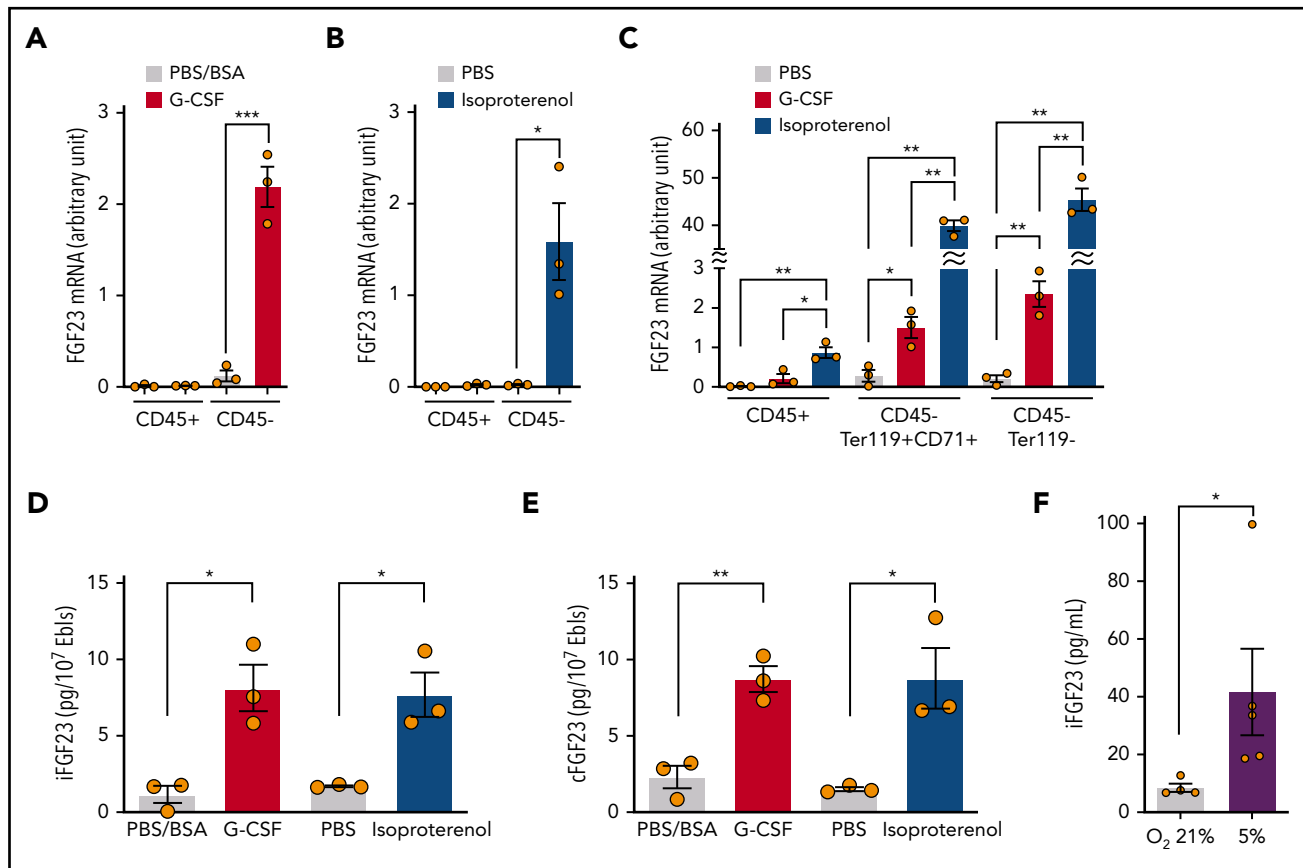 A
PBS/BSA
G-CSF
FGF23 mRNA (arbitrary unit)
3
2
1
0
***
CD45+
CD45-
B
PBS
Isoproterenol
FGF23 mRNA (arbitrary unit)
3
2
1
0
*
CD45+
CD45-
C
PBS
G-CSF
Isoproterenol
FGF23 mRNA (arbitrary unit)
60
50
40
3
2
1
0
**
*
**
**
*
**
**
**
CD45+
CD45-
Ter119+CD71+
CD45-
Ter119-
D
iFGF23 (pg/10⁷ EbIs)
15
10
5
0
*
*
PBS/BSA
G-CSF
PBS
Isoproterenol
E
cFGF23 (pg/10⁷ EbIs)
15
10
5
0
**
*
PBS/BSA
G-CSF
PBS
Isoproterenol
F
iFGF23 (pg/mL)
100
80
60
40
20
0
*
O₂ 21%
5%